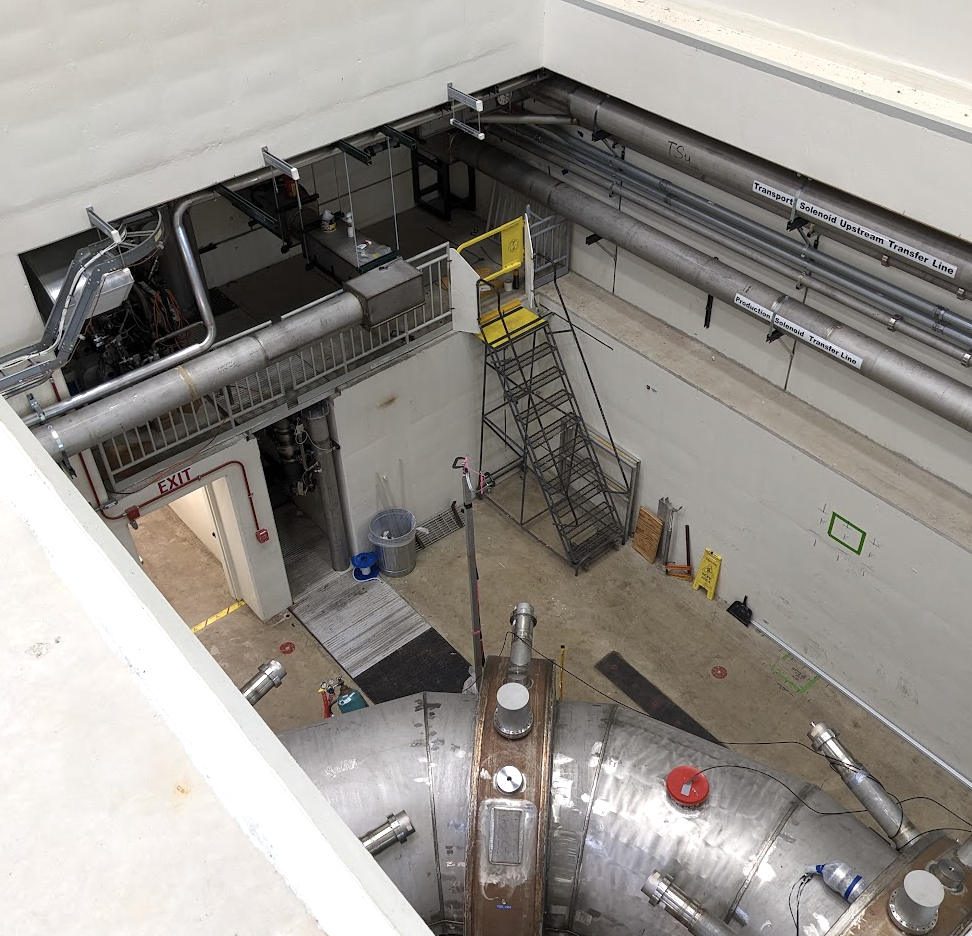 TSu
Transport Solenoid Upstream Transfer Line
Production Solenoid Transfer Line
EXIT